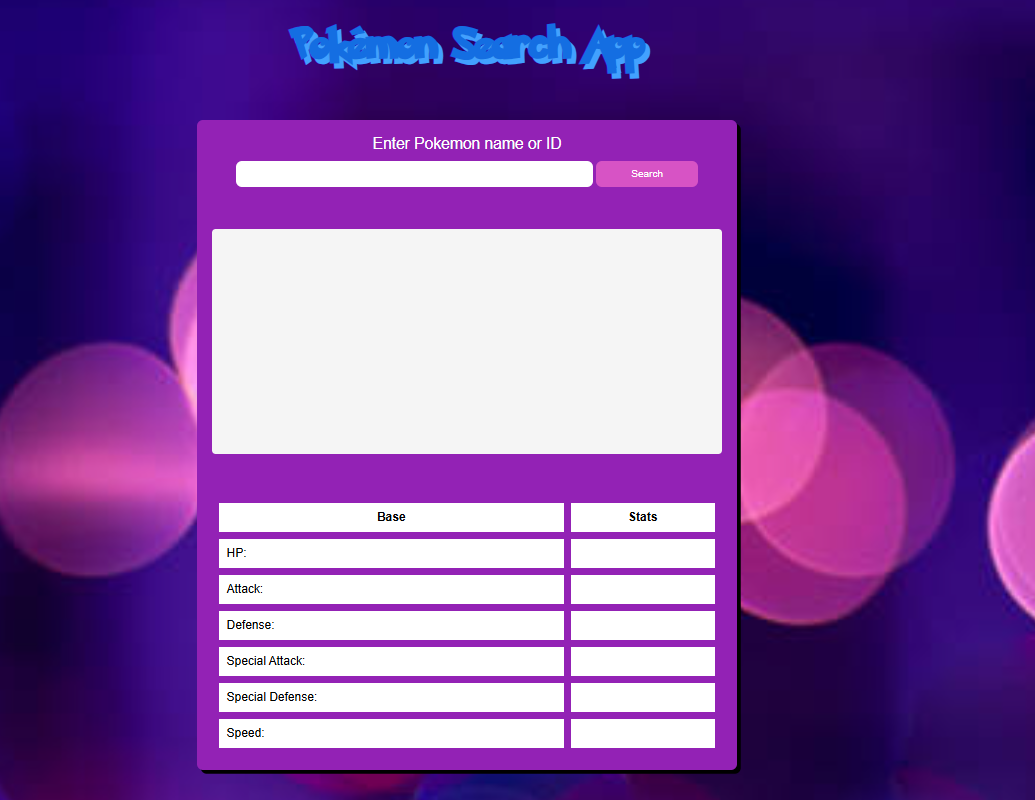 Pokémon Search App
Enter Pokemon name or ID
Search
Base Stats
HP:
Attack:
Defense:
Special Attack:
Special Defense:
Speed: